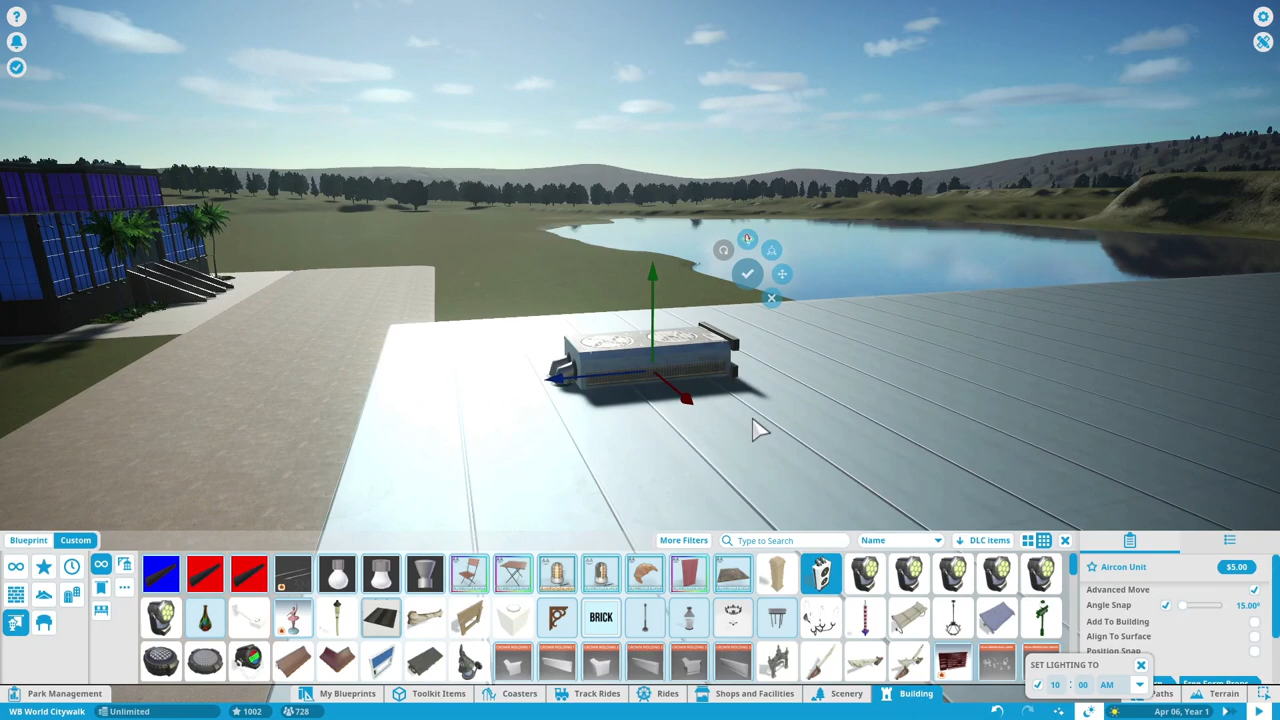 Blueprint Custom More Filters Type to Search Name DLC items
Aircon Unit $5.00
Advanced Move
Angle Snap 15.00°
Add To Building
Align To Surface
Position Snap
BRICK
SET LIGHTING TO
10 : 00 AM
Park Management My Blueprints Toolkit Items Coasters Track Rides Rides Shops and Facilities Scenery Building Paths Terrain
WB World Citywalk Unlimited 1002 728 Apr 06, Year 1